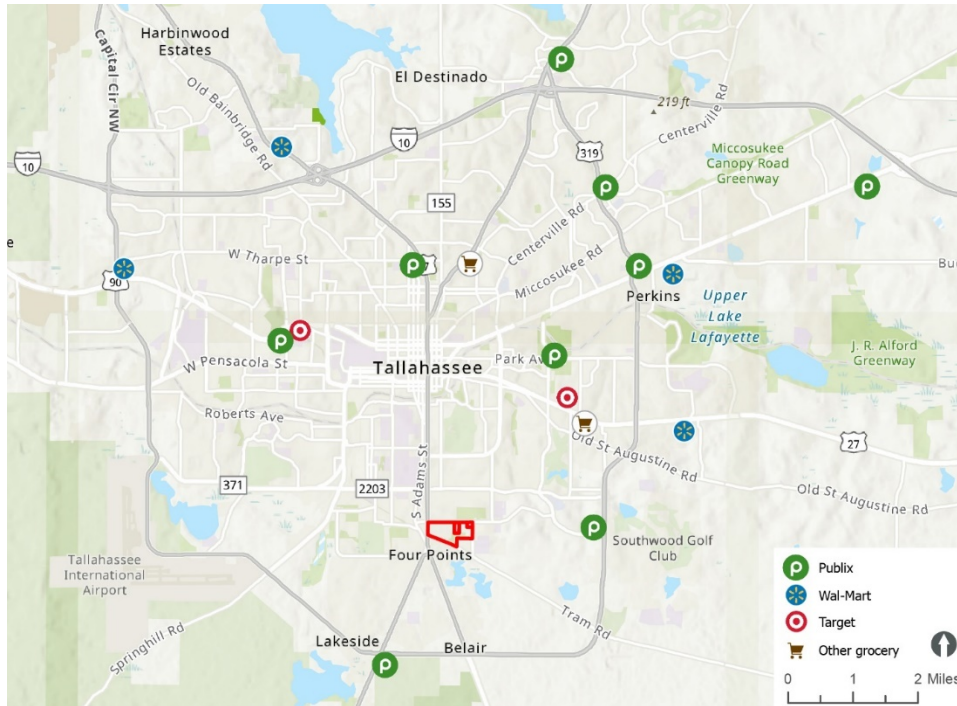 Harbinwood
Estates
Capital Cir NW
Old Bainbridge Rd
El Destinado
10
10
219 ft
Centerville Rd
319
Miccosukee
Canopy Road
Greenway
10
155
Centerville Rd
Miccosukee Rd
e
W Tharpe St
7
90
Perkins
Bu
Upper
Lake
Lafayette
W Pensacola St
Tallahassee
Park Av
J. R. Alford
Greenway
Roberts Ave
Old St Augustine Rd
27
371
2203
S Adams St
Old St Augustine Rd
Four Points
Southwood Golf
Club
Tallahassee
International
Airport
Springhill Rd
Tram Rd
Lakeside
Belair
Publix
Wal-Mart
Target
Other grocery
0 1 2 Miles